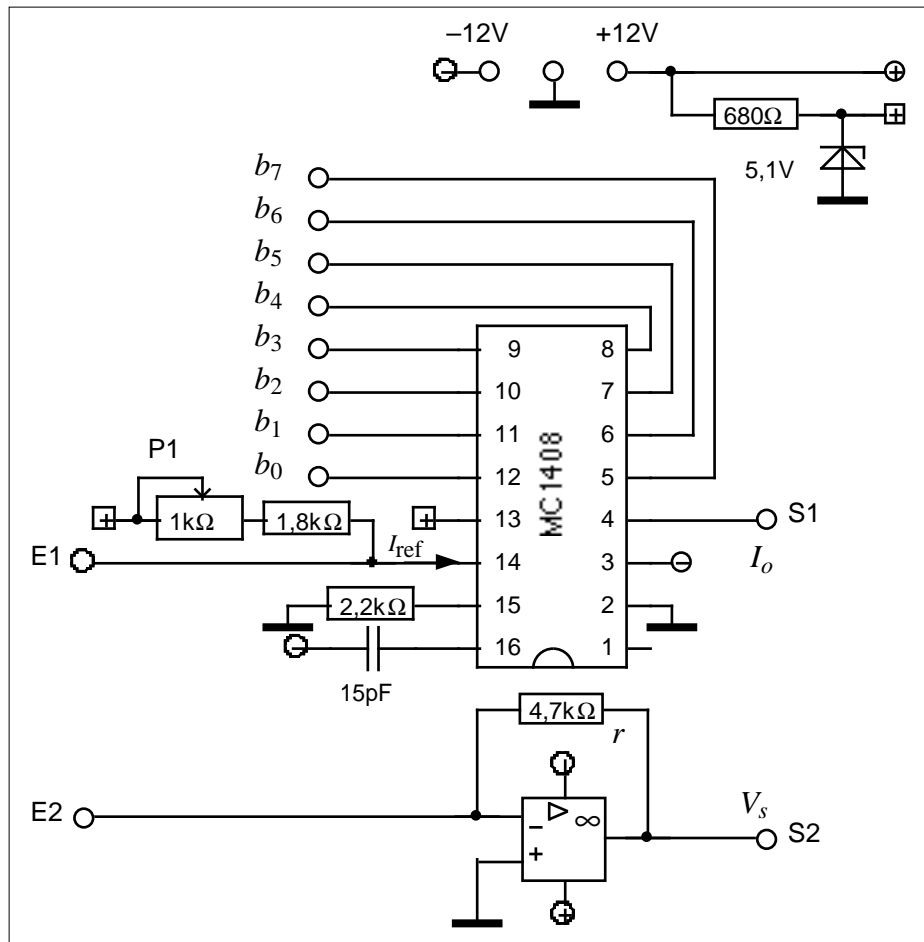 –12V +12V
680Ω
5,1V
b7
b6
b5
b4
b3 9 8
b2 10 7
b1 11 6
P1 b0 12 5
MC1408
1kΩ 1,8kΩ 13 4 S1
E1 Iref 14 3 Io
2,2kΩ 15 2
16 1
15pF
4,7kΩ
r
E2 Vs
– ∞
+ S2